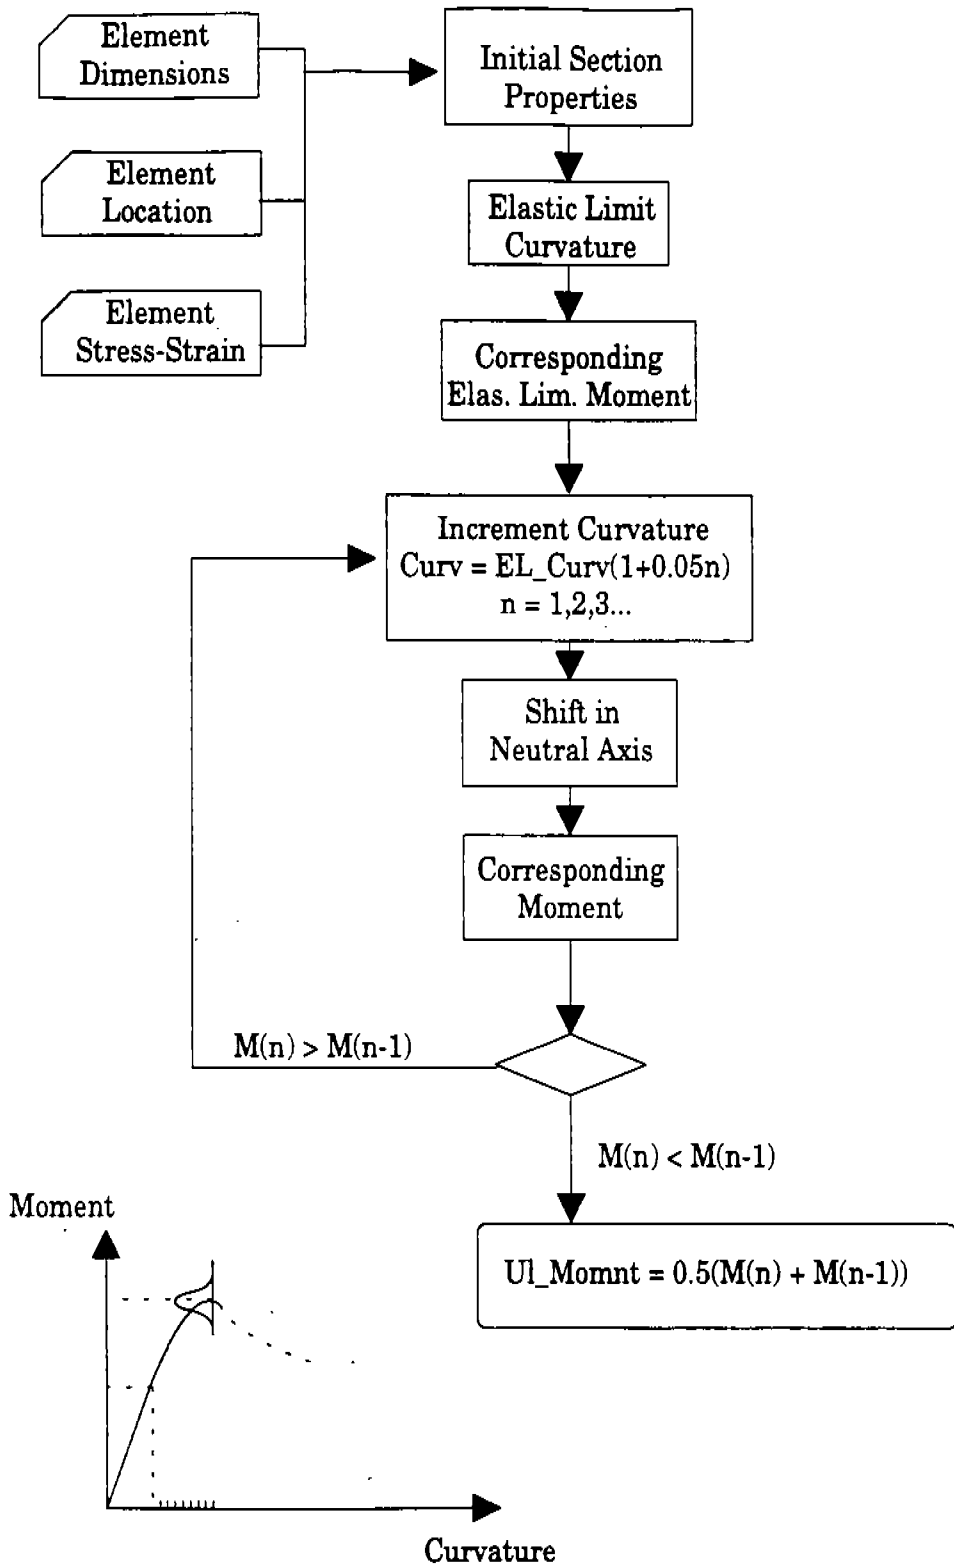 Element
Dimensions
Element
Location
Element
Stress-Strain
Initial Section
Properties
Elastic Limit
Curvature
Corresponding
Elas. Lim. Moment
Increment Curvature
Curv = EL_Curv(1+0.05n)
n = 1,2,3...
Shift in
Neutral Axis
Corresponding
Moment
M(n) > M(n-1)
M(n) < M(n-1)
Ul_Momnt = 0.5(M(n) + M(n-1))
Moment
Curvature